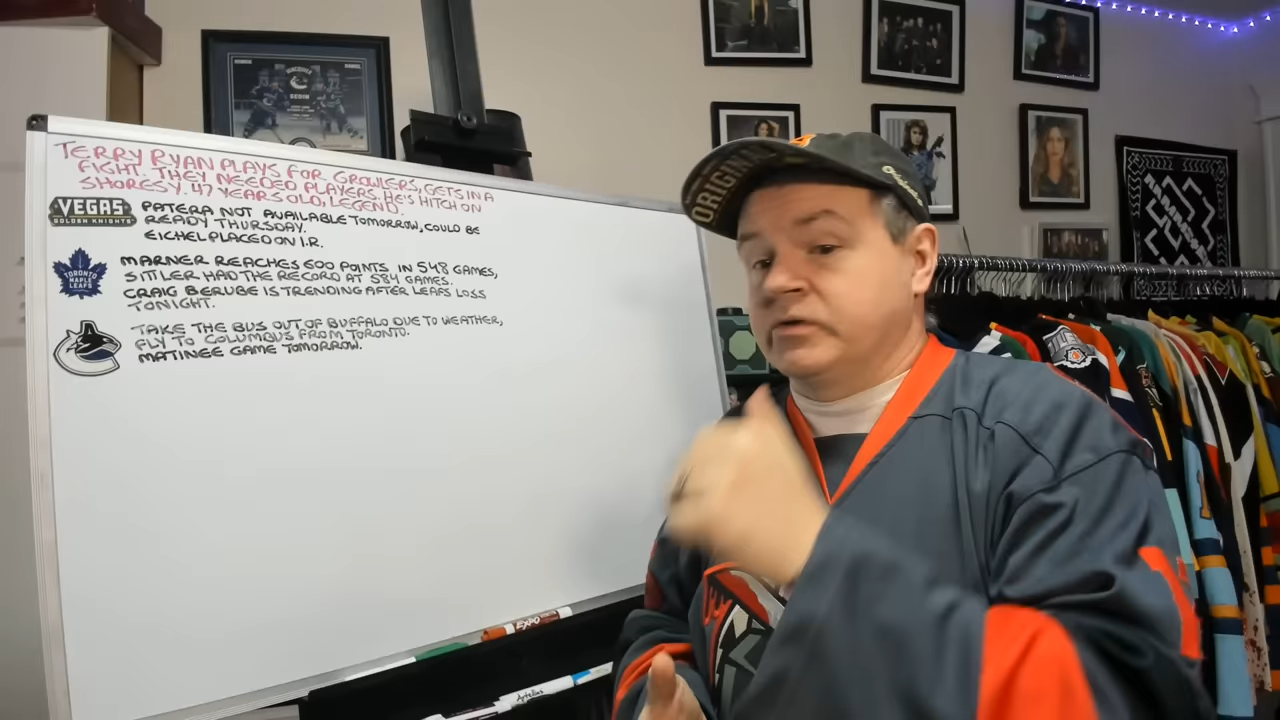 TERRY RYAN PLAYS FOR GROWLERS, GETS IN A
FIGHT. THEY NEEDED PLAYERS. HE'S HITCH ON
SHORESY. 47 YEARS OLD, LEGEND.
VEGAS
GOLDEN KNIGHTS
PATERA NOT AVAILABLE TOMORROW, COULD BE
READY THURSDAY.
EICHEL PLACED ON I.R.
TORONTO
MAPLE
LEAFS
MARNER REACHES 600 POINTS IN 548 GAMES,
SITTLER HAD THE RECORD AT 584 GAMES.
CRAIG BERUBE IS TRENDING AFTER LEAFS LOSS
TONIGHT.
TAKE THE BUS OUT OF BUFFALO DUE TO WEATHER,
FLY TO COLUMBUS FROM TORONTO.
MATINEE GAME TOMORROW.
VANCOUVER
SEDIN
ORIGINAL
EXPO
Arteza